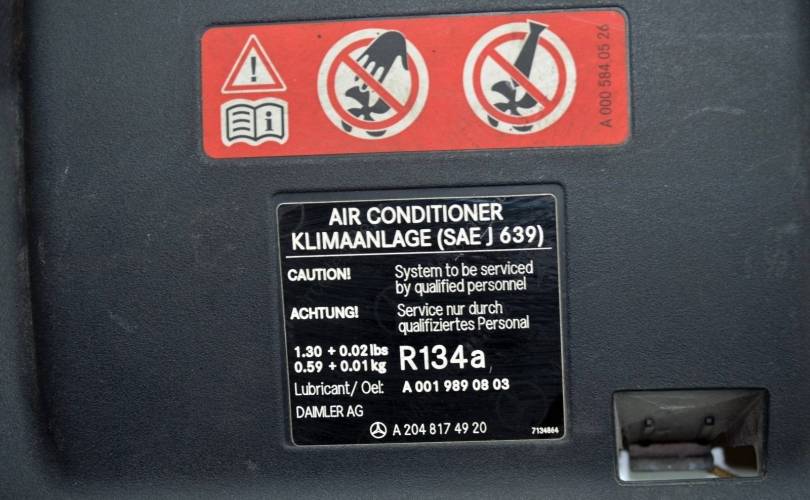 A 000 584 05 26
AIR CONDITIONER
KLIMAANLAGE (SAE J 639)
CAUTION! System to be serviced
by qualified personnel
ACHTUNG! Service nur durch
qualifiziertes Personal
1.30 + 0.02 lbs R134a
0.59 + 0.01 kg
Lubricant/ Oel: A 001 989 08 03
DAIMLER AG
A 204 817 49 20 7134864